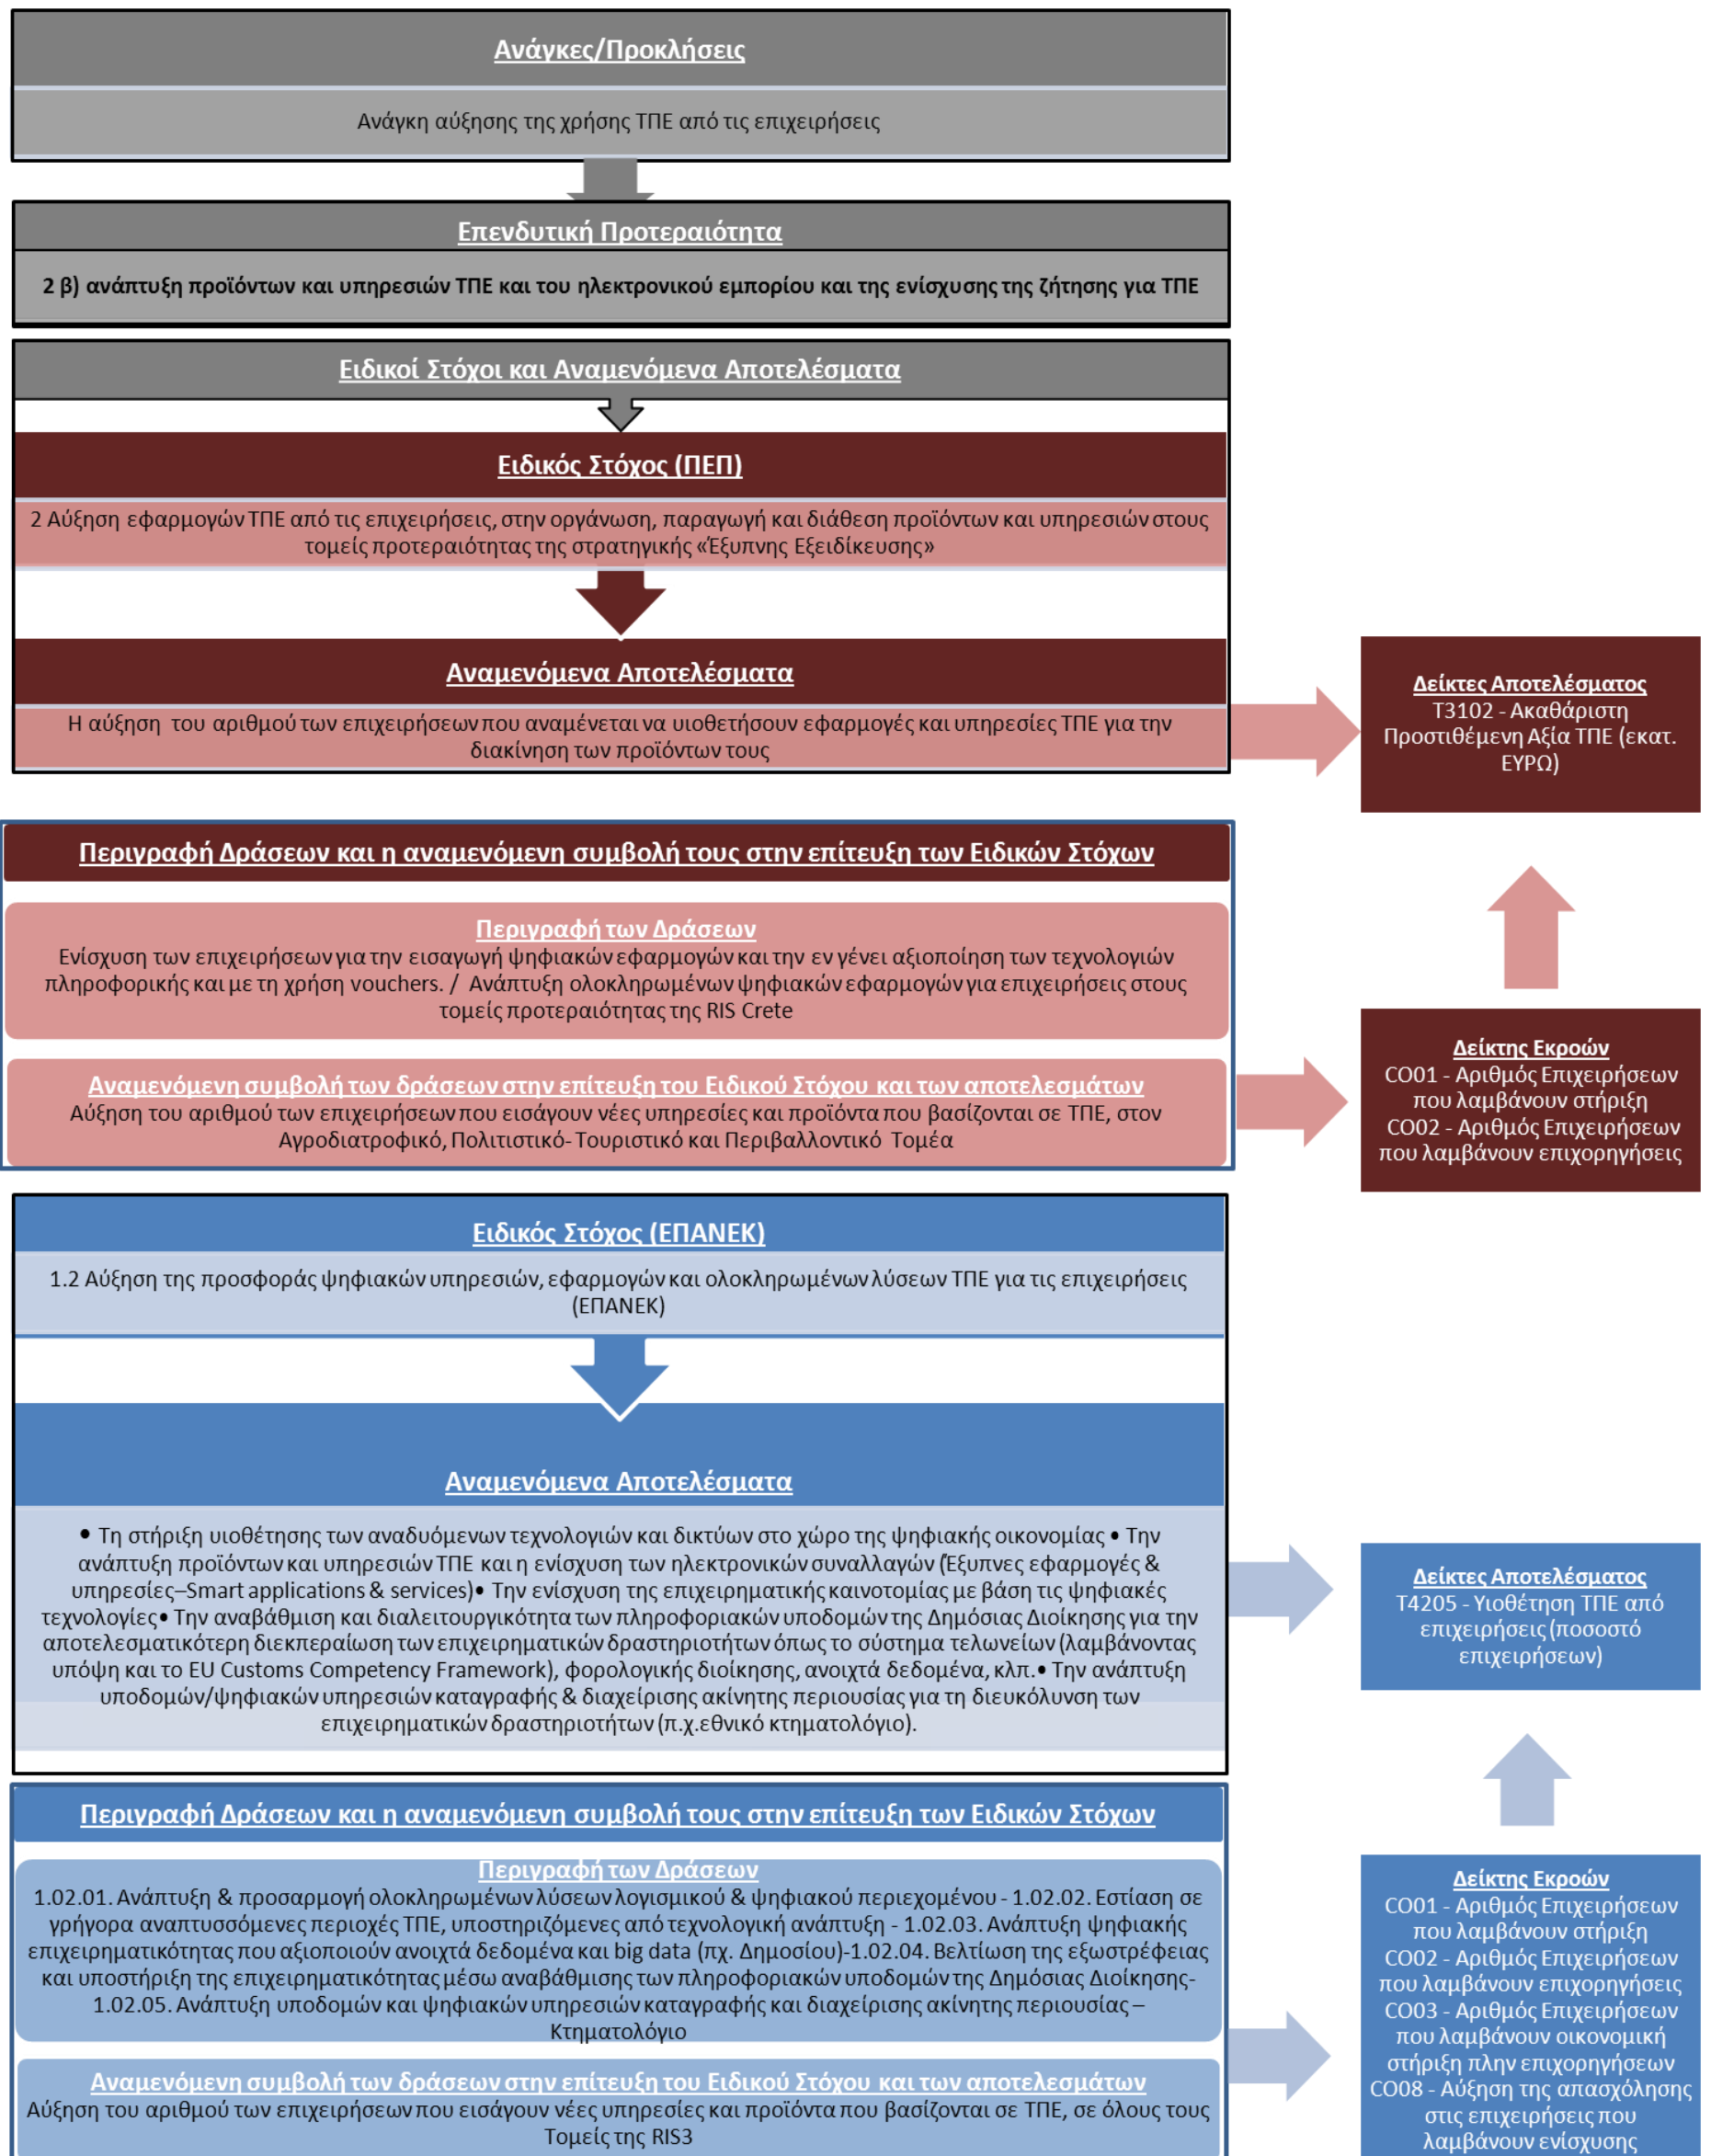 Ανάγκες/Προκλήσεις
Ανάγκη αύξησης της χρήσης ΤΠΕ από τις επιχειρήσεις
Επενδυτική Προτεραιότητα
2 β) ανάπτυξη προϊόντων και υπηρεσιών ΤΠΕ και του ηλεκτρονικού εμπορίου και της ενίσχυσης της ζήτησης για ΤΠΕ
Ειδικοί Στόχοι και Αναμενόμενα Αποτελέσματα
Ειδικός Στόχος (ΠΕΠ)
2 Αύξηση εφαρμογών ΤΠΕ από τις επιχειρήσεις, στην οργάνωση, παραγωγή και διάθεση προϊόντων και υπηρεσιών στους
τομείς προτεραιότητας της στρατηγικής «Έξυπνης Εξειδίκευσης»
Αναμενόμενα Αποτελέσματα
Η αύξηση του αριθμού των επιχειρήσεων που αναμένεται να υιοθετήσουν εφαρμογές και υπηρεσίες ΤΠΕ για την
διακίνηση των προϊόντων τους
Δείκτες Αποτελέσματος
Τ3102 - Ακαθάριστη
Προστιθέμενη Αξία ΤΠΕ (εκατ.
ΕΥΡΩ)
Περιγραφή Δράσεων και η αναμενόμενη συμβολή τους στην επίτευξη των Ειδικών Στόχων
Περιγραφή των Δράσεων
Ενίσχυση των επιχειρήσεων για την εισαγωγή ψηφιακών εφαρμογών και την εν γένει αξιοποίηση των τεχνολογιών
πληροφορικής και με τη χρήση vouchers. / Ανάπτυξη ολοκληρωμένων ψηφιακών εφαρμογών για επιχειρήσεις στους
τομείς προτεραιότητας της RIS Crete
Αναμενόμενη συμβολή των δράσεων στην επίτευξη του Ειδικού Στόχου και των αποτελεσμάτων
Αύξηση του αριθμού των επιχειρήσεων που εισάγουν νέες υπηρεσίες και προϊόντα που βασίζονται σε ΤΠΕ, στον
Αγροδιατροφικό, Πολιτιστικό- Τουριστικό και Περιβαλλοντικό Τομέα
Δείκτης Εκροών
CO01 - Αριθμός Επιχειρήσεων
που λαμβάνουν στήριξη
CO02 - Αριθμός Επιχειρήσεων
που λαμβάνουν επιχορηγήσεις
Ειδικός Στόχος (ΕΠΑΝΕΚ)
1.2 Αύξηση της προσφοράς ψηφιακών υπηρεσιών, εφαρμογών και ολοκληρωμένων λύσεων ΤΠΕ για τις επιχειρήσεις
(ΕΠΑΝΕΚ)
Αναμενόμενα Αποτελέσματα
• Τη στήριξη υιοθέτησης των αναδυόμενων τεχνολογιών και δικτύων στο χώρο της ψηφιακής οικονομίας • Την
ανάπτυξη προϊόντων και υπηρεσιών ΤΠΕ και η ενίσχυση των ηλεκτρονικών συναλλαγών (Έξυπνες εφαρμογές &
υπηρεσίες–Smart applications & services)• Την ενίσχυση της επιχειρηματικής καινοτομίας με βάση τις ψηφιακές
τεχνολογίες• Την αναβάθμιση και διαλειτουργικότητα των πληροφοριακών υποδομών της Δημόσιας Διοίκησης για την
αποτελεσματικότερη διεκπεραίωση των επιχειρηματικών δραστηριοτήτων όπως το σύστημα τελωνείων (λαμβάνοντας
υπόψη και το EU Customs Competency Framework), φορολογικής διοίκησης, ανοιχτά δεδομένα, κλπ.• Την ανάπτυξη
υποδομών/ψηφιακών υπηρεσιών καταγραφής & διαχείρισης ακίνητης περιουσίας για τη διευκόλυνση των
επιχειρηματικών δραστηριοτήτων (π.χ.εθνικό κτηματολόγιο).
Δείκτες Αποτελέσματος
Τ4205 - Υιοθέτηση ΤΠΕ από
επιχειρήσεις (ποσοστό
επιχειρήσεων)
Περιγραφή Δράσεων και η αναμενόμενη συμβολή τους στην επίτευξη των Ειδικών Στόχων
Περιγραφή των Δράσεων
1.02.01. Ανάπτυξη & προσαρμογή ολοκληρωμένων λύσεων λογισμικού & ψηφιακού περιεχομένου - 1.02.02. Εστίαση σε
γρήγορα αναπτυσσόμενες περιοχές ΤΠΕ, υποστηριζόμενες από τεχνολογική ανάπτυξη - 1.02.03. Ανάπτυξη ψηφιακής
επιχειρηματικότητας που αξιοποιούν ανοιχτά δεδομένα και big data (πχ. Δημοσίου)-1.02.04. Βελτίωση της εξωστρέφειας
και υποστήριξη της επιχειρηματικότητας μέσω αναβάθμισης των πληροφοριακών υποδομών της Δημόσιας Διοίκησης-
1.02.05. Ανάπτυξη υποδομών και ψηφιακών υπηρεσιών καταγραφής και διαχείρισης ακίνητης περιουσίας –
Κτηματολόγιο
Αναμενόμενη συμβολή των δράσεων στην επίτευξη του Ειδικού Στόχου και των αποτελεσμάτων
Αύξηση του αριθμού των επιχειρήσεων που εισάγουν νέες υπηρεσίες και προϊόντα που βασίζονται σε ΤΠΕ, σε όλους τους
Τομείς της RIS3
Δείκτης Εκροών
CO01 - Αριθμός Επιχειρήσεων
που λαμβάνουν στήριξη
CO02 - Αριθμός Επιχειρήσεων
που λαμβάνουν επιχορηγήσεις
CO03 - Αριθμός Επιχειρήσεων
που λαμβάνουν οικονομική
στήριξη πλην επιχορηγήσεων
CO08 - Αύξηση της απασχόλησης
στις επιχειρήσεις που
λαμβάνουν ενίσχυσης